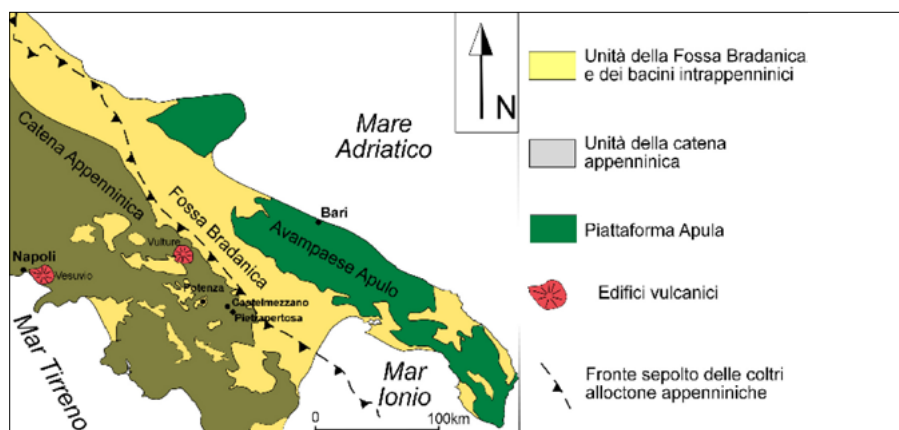 Catena Appenninica
Fossa Bradanica
Avampaese Apulo
Mare
Adriatico
N
Bari
Vulture
Napoli
Vesuvio
Potenza
Castelmezzano
Pietrapertosa
Mar Tirreno
Mar
Ionio
0 100km
Unità della Fossa Bradanica
e dei bacini intrappenninici
Unità della catena
appenninica
Piattaforma Apula
Edifici vulcanici
Fronte sepolto delle coltri
alloctone appenniniche